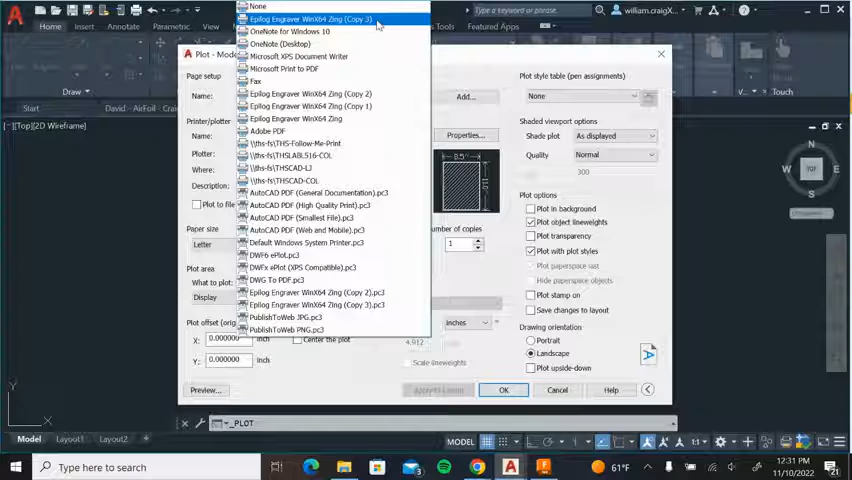 Type a keyword or phrase
william.craig
Home
Parametric
Featured Apps
Draw
Start
David: AirFoil - Craig
[Top][2D Wireframe]
Plot - Mode
Page setup
Name:
Add...
Printer/plotter
Name:
Properties...
Plotter:
Where:
Description:
Plot to file
Paper size
Letter
Number of copies
1
Plot area
What to plot:
Display
Plot offset (orig
X: 0.000000 inch
Center the plot
Y: 0.000000 inch
Preview...
None
Epilog Engraver WinX64 Zing (Copy 3)
OneNote for Windows 10
OneNote (Desktop)
Microsoft XPS Document Writer
Microsoft Print to PDF
Fax
Epilog Engraver WinX64 Zing (Copy 2)
Epilog Engraver WinX64 Zing (Copy 1)
Epilog Engraver WinX64 Zing
Adobe PDF
\\ths-fs\THS-Follow-Me-Print
\\ths-fs\THSLABL516-COL
\\ths-fs\THSCAD-LJ
\\ths-fs\THSCAD-COL
AutoCAD PDF (General Documentation).pc3
AutoCAD PDF (High Quality Print).pc3
AutoCAD PDF (Smallest File).pc3
AutoCAD PDF (Web and Mobile).pc3
Default Windows System Printer.pc3
DWF6 ePlot.pc3
DWFx ePlot (XPS Compatible).pc3
DWG To PDF.pc3
Epilog Engraver WinX64 Zing (Copy 2).pc3
Epilog Engraver WinX64 Zing (Copy 3).pc3
PublishToWeb JPG.pc3
PublishToWeb PNG.pc3
8.5"
11.0"
inches
4.912
Scale lineweights
Apply to Layout
OK
Cancel
Help
Plot style table (pen assignments)
None
Shaded viewport options
Shade plot As displayed
Quality Normal
300
Plot options
Plot in background
Plot object lineweights
Plot transparency
Plot with plot styles
Plot paperspace last
Hide paperspace objects
Plot stamp on
Save changes to layout
Drawing orientation
Portrait
Landscape
Plot upside-down
A
N
W
TOP
E
S
Y
_PLOT
Model
Layout1
Layout2
MODEL
1:1
Type here to search
3
61°F
12:31 PM
11/10/2022
21